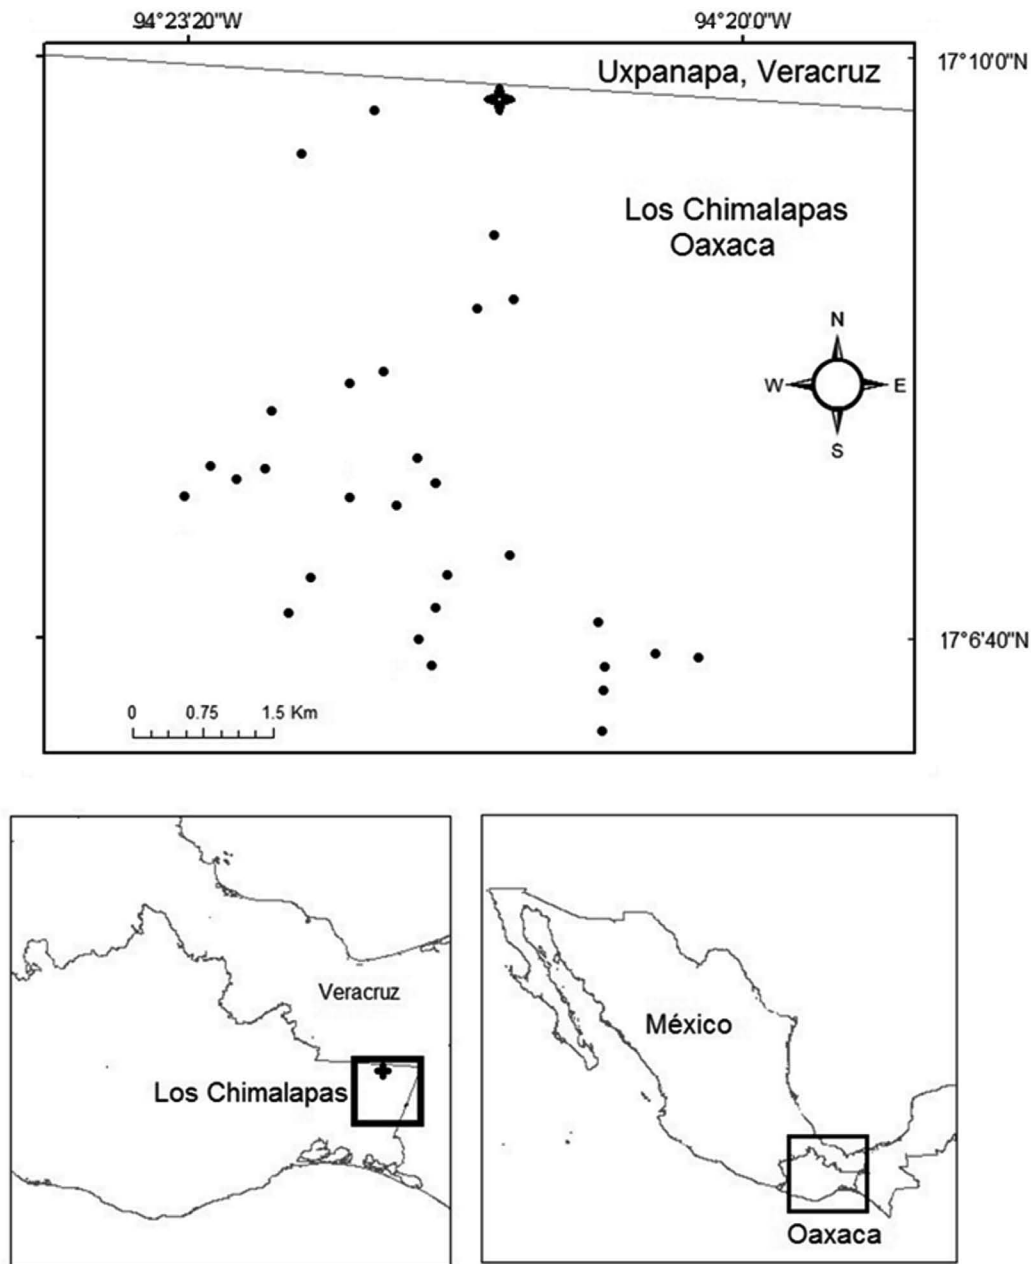 94°23'20"W
94°20'0"W
Uxpanapa, Veracruz
17°10'0"N
Los Chimalapas
Oaxaca
N
W
E
S
17°6'40"N
0
0.75
1.5 Km
Veracruz
Los Chimalapas
México
Oaxaca